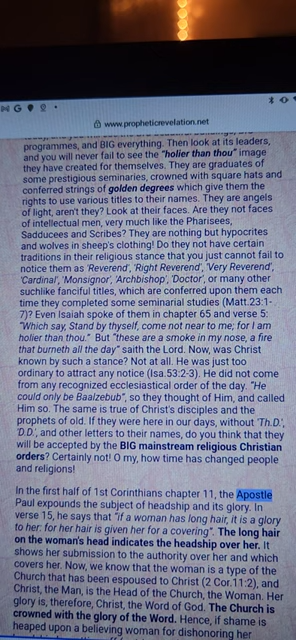 www.propheticrevelation.net
programmes, and BIG everything. Then look at its leaders,
and you will never fail to see the "holier than thou" image
they have created for themselves. They are graduates of
some prestigious seminaries, crowned with square hats and
conferred strings of golden degrees which give them the
rights to use various titles to their names. They are angels
of light, aren't they? Look at their faces. Are they not faces
of intellectual men, very much like the Pharisees,
Sadducees and Scribes? They are nothing but hypocrites
and wolves in sheep's clothing! Do they not have certain
traditions in their religious stance that you just cannot fail to
notice them as 'Reverend', 'Right Reverend', 'Very Reverend',
'Cardinal', 'Monsignor', 'Archbishop', 'Doctor', or many other
suchlike fanciful titles, which are conferred upon them each
time they completed some seminarial studies (Matt.23:1-
7)? Even Isaiah spoke of them in chapter 65 and verse 5:
"Which say, Stand by thyself, come not near to me; for I am
holier than thou." But "these are a smoke in my nose, a fire
that burneth all the day" saith the Lord. Now, was Christ
known by such a stance? Not at all. He was just too
ordinary to attract any notice (Isa.53:2-3). He did not come
from any recognized ecclesiastical order of the day. "He
could only be Baalzebub", so they thought of Him, and called
Him so. The same is true of Christ's disciples and the
prophets of old. If they were here in our days, without 'Th.D.',
'D.D.', and other letters to their names, do you think that they
will be accepted by the BIG mainstream religious Christian
orders? Certainly not! O my, how time has changed people
and religions!
In the first half of 1st Corinthians chapter 11, the Apostle
Paul expounds the subject of headship and its glory. In
verse 15, he says that "if a woman has long hair, it is a glory
to her: for her hair is given her for a covering". The long hair
on the woman's head indicates the headship over her. It
shows her submission to the authority over her and which
covers her. Now, we know that the woman is a type of the
Church that has been espoused to Christ (2 Cor.11:2), and
Christ, the Man, is the Head of the Church, the Woman. Her
glory is, therefore, Christ, the Word of God. The Church is
crowned with the glory of the Word. Hence, if shame is
heaped upon a believing woman for dishonoring her